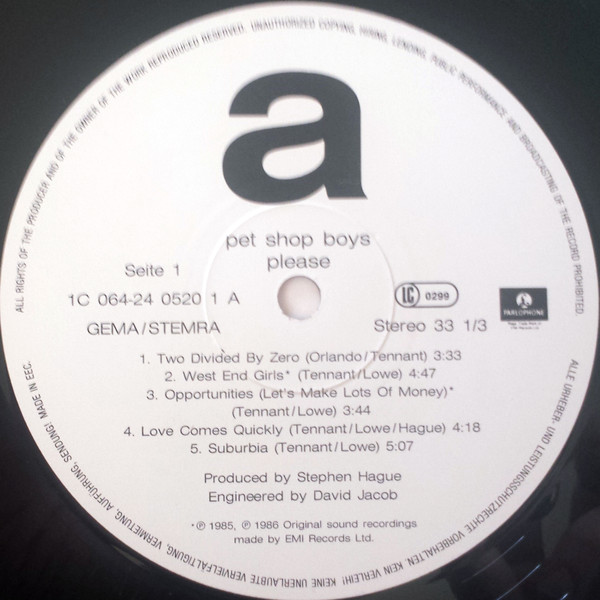 a
pet shop boys
please
Seite 1
1C 064-24 0520 1 A
LC 0299
PARLOPHONE
GEMA/STEMRA
Stereo 33 1/3
1. Two Divided By Zero (Orlando/Tennant) 3:33
2. West End Girls* (Tennant/Lowe) 4:47
3. Opportunities (Let's Make Lots Of Money)*
(Tennant/Lowe) 3:44
4. Love Comes Quickly (Tennant/Lowe/Hague) 4:18
5. Suburbia (Tennant/Lowe) 5:07
Produced by Stephen Hague
Engineered by David Jacob
*℗ 1985, ℗ 1986 Original sound recordings
made by EMI Records Ltd.
ALL RIGHTS OF THE PRODUCER AND OF THE OWNER OF THE WORK REPRODUCED RESERVED. UNAUTHORIZED COPYING, HIRING, LENDING, PUBLIC PERFORMANCE AND BROADCASTING OF THE RECORD PROHIBITED
ALLE URHEBER- UND LEISTUNGSSCHUTZRECHTE VORBEHALTEN. KEIN VERLEIH! KEINE UNERLAUBTE VERVIELFÄLTIGUNG, VERMIETUNG, AUFFÜHRUNG, SENDUNG! MADE IN EEC.